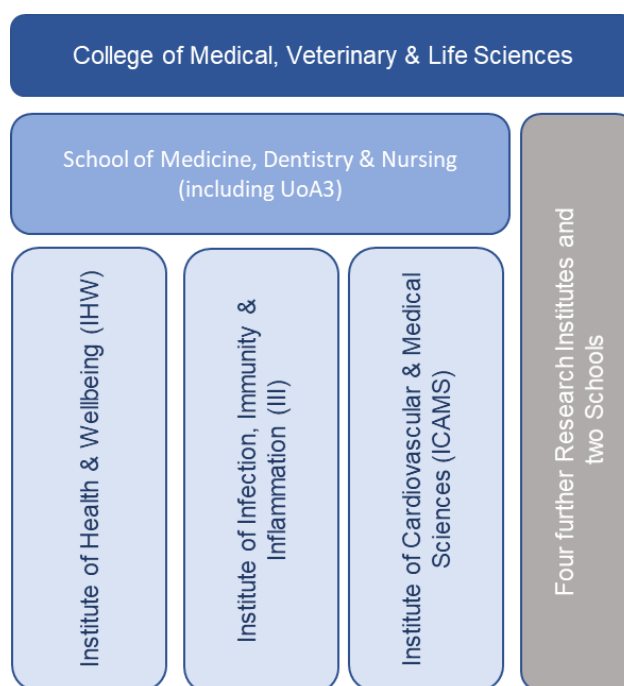 College of Medical, Veterinary & Life Sciences
School of Medicine, Dentistry & Nursing
(including UoA3)
Institute of Health & Wellbeing (IHW)
Institute of Infection, Immunity &
Inflammation (III)
Institute of Cardiovascular & Medical
Sciences (ICAMS)
Four further Research Institutes and
two Schools